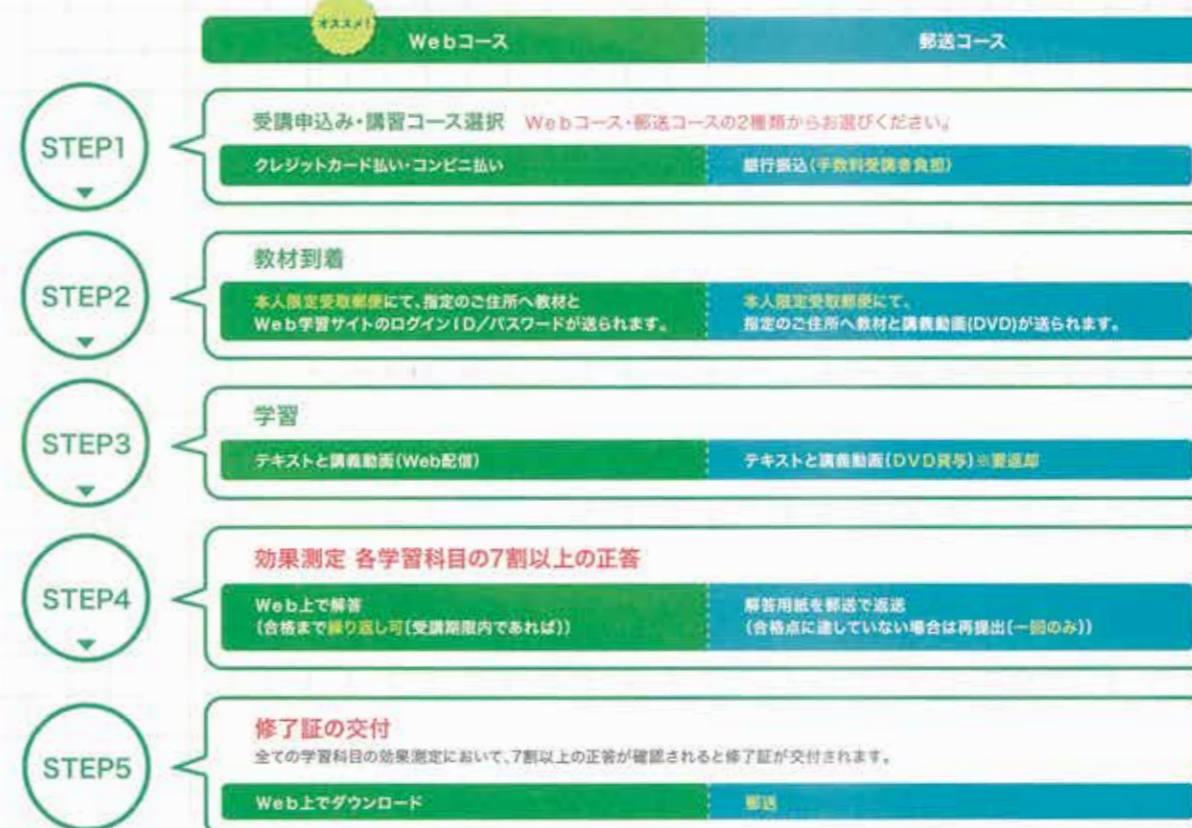 オススメ!
Webコース
郵送コース
STEP1
受講申込み・講習コース選択 Webコース・郵送コースの2種類からお選びください。
クレジットカード払い・コンビニ払い
銀行振込(手数料受講者負担)
STEP2
教材到着
本人限定受取郵便にて、指定のご住所へ教材と
Web学習サイトのログインID/パスワードが送られます。
本人限定受取郵便にて、
指定のご住所へ教材と講義動画(DVD)が送られます。
STEP3
学習
テキストと講義動画(Web配信)
テキストと講義動画(DVD貸与)※要返却
STEP4
効果測定 各学習科目の7割以上の正答
Web上で解答
(合格まで繰り返し可(受講期限内であれば))
解答用紙を郵送で返送
(合格点に達していない場合は再提出(一回のみ))
STEP5
修了証の交付
全ての学習科目の効果測定において、7割以上の正答が確認されると修了証が交付されます。
Web上でダウンロード
郵送